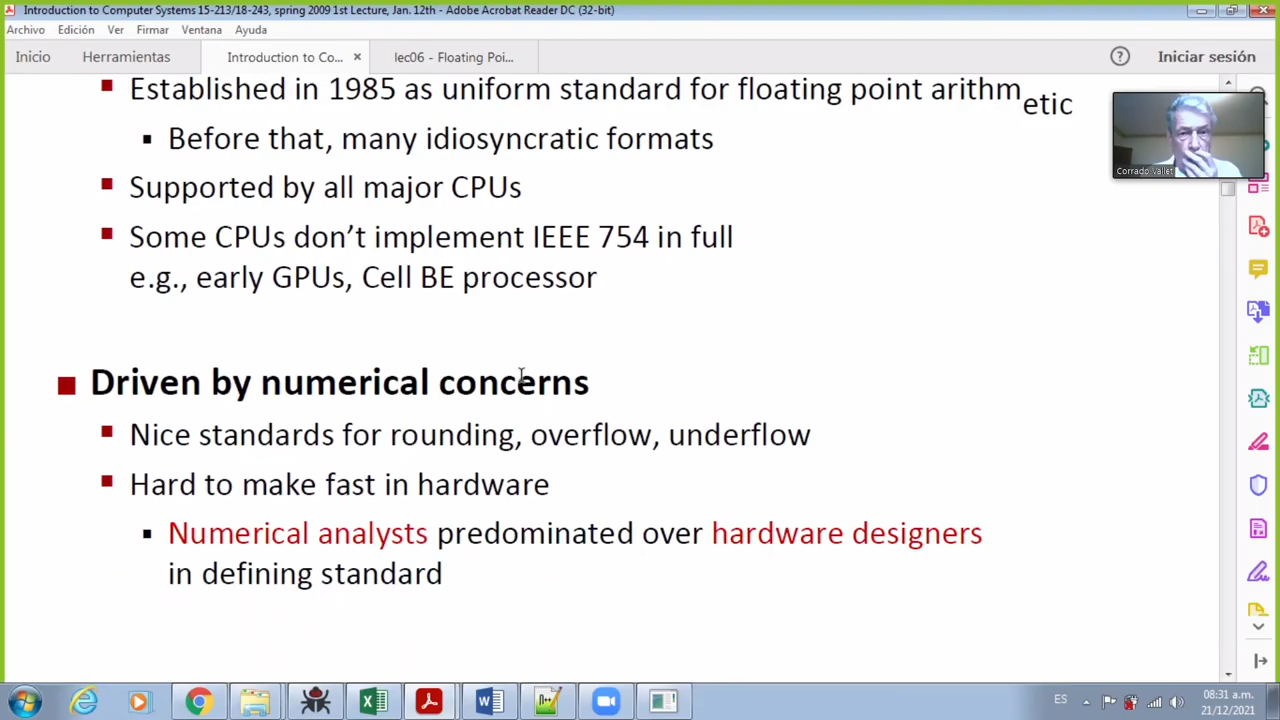 Introduction to Computer Systems 15-213/18-243, spring 2009 1st Lecture, Jan. 12th - Adobe Acrobat Reader DC (32-bit)
Archivo Edición Ver Firmar Ventana Ayuda
Inicio Herramientas Introduction to Co... × lec06 - Floating Poi... ? Iniciar sesión
Established in 1985 as uniform standard for floating point arithmetic
Before that, many idiosyncratic formats
Corrado Vallet
Supported by all major CPUs
Some CPUs don’t implement IEEE 754 in full
e.g., early GPUs, Cell BE processor
Driven by numerical concerns
Nice standards for rounding, overflow, underflow
Hard to make fast in hardware
Numerical analysts predominated over hardware designers
in defining standard
ES
08:31 a.m.
21/12/2021